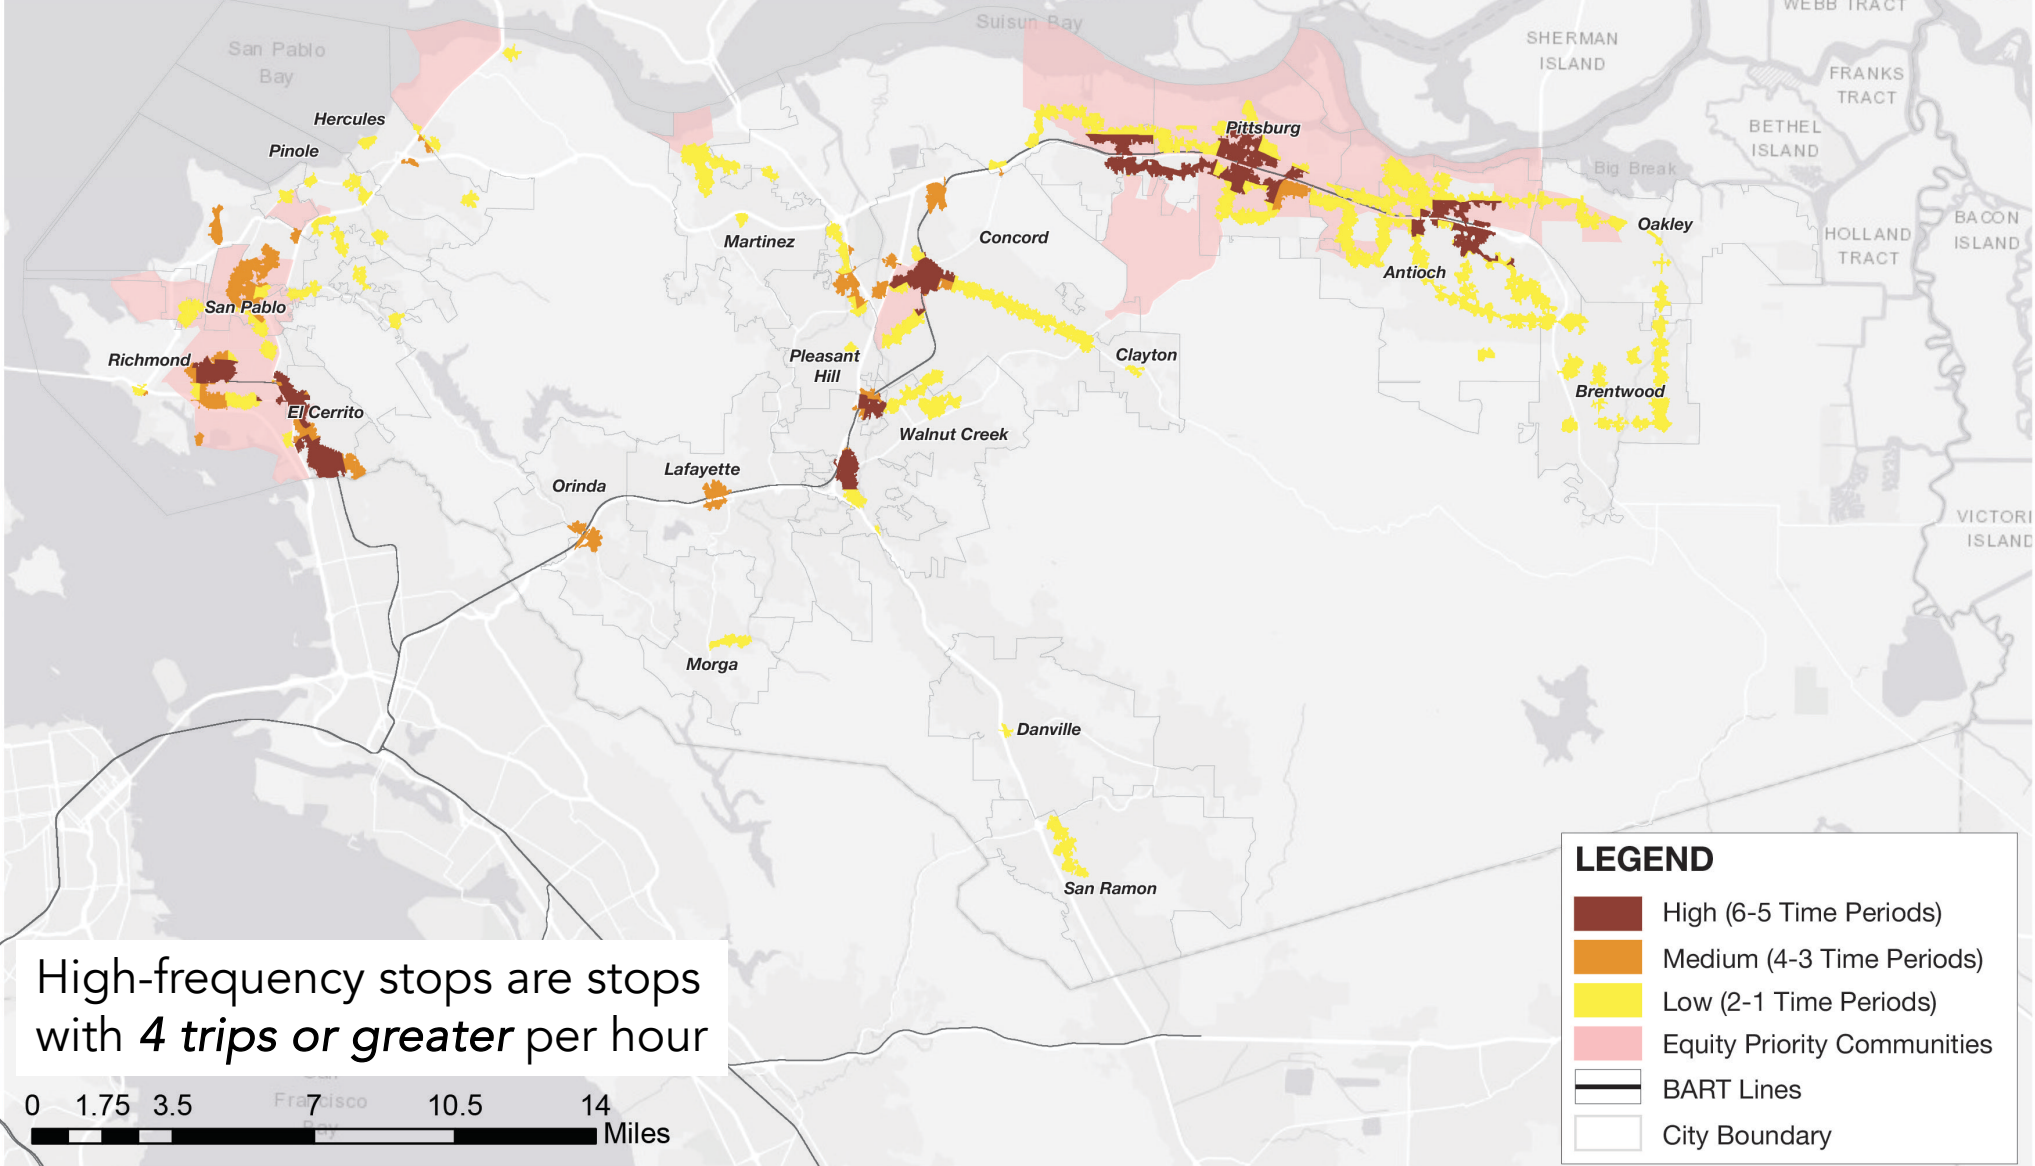 WEBB TRACT
Suisun Bay
San Pablo
Bay
SHERMAN
ISLAND
FRANKS
TRACT
Hercules
Pinole
Pittsburg
BETHEL
ISLAND
Big Break
Martinez
Concord
Oakley
BACON
ISLAND
HOLLAND
TRACT
Antioch
San Pablo
Richmond
Pleasant
Hill
Clayton
El Cerrito
Brentwood
Walnut Creek
Lafayette
Orinda
VICTORI
ISLAND
Morga
Danville
San Ramon
LEGEND
High (6-5 Time Periods)
Medium (4-3 Time Periods)
Low (2-1 Time Periods)
Equity Priority Communities
BART Lines
City Boundary
High-frequency stops are stops
with 4 trips or greater per hour
San
Francisco
Bay
0 1.75 3.5 7 10.5 14
Miles